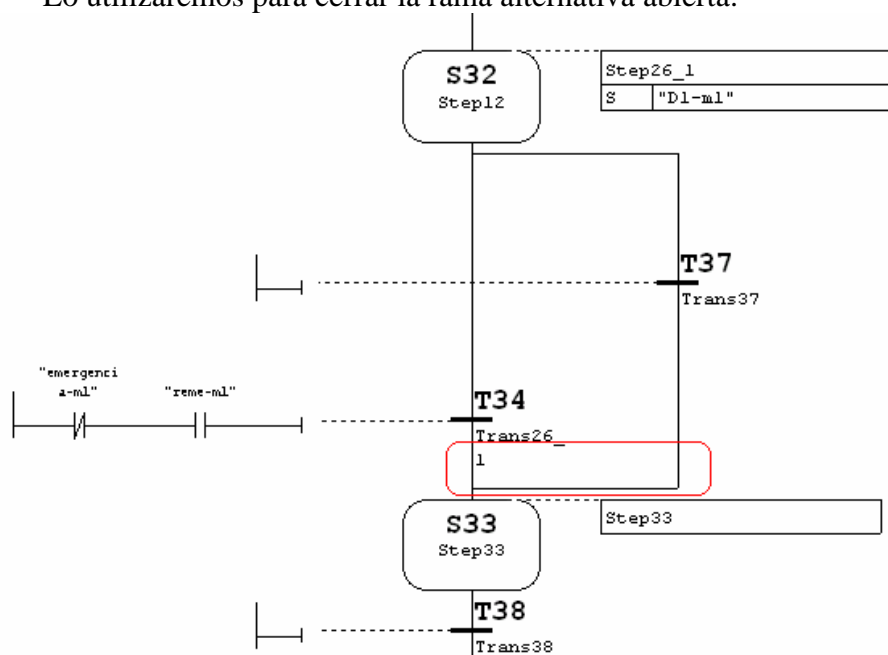 Lo utilizaremos para cerrar la rama alternativa abierta.
S32
Step12
Step26_1
S "D1-m1"
T37
Trans37
"emergenci
a-m1"
"reme-m1"
T34
Trans26_
1
S33
Step33
Step33
T38
Trans38